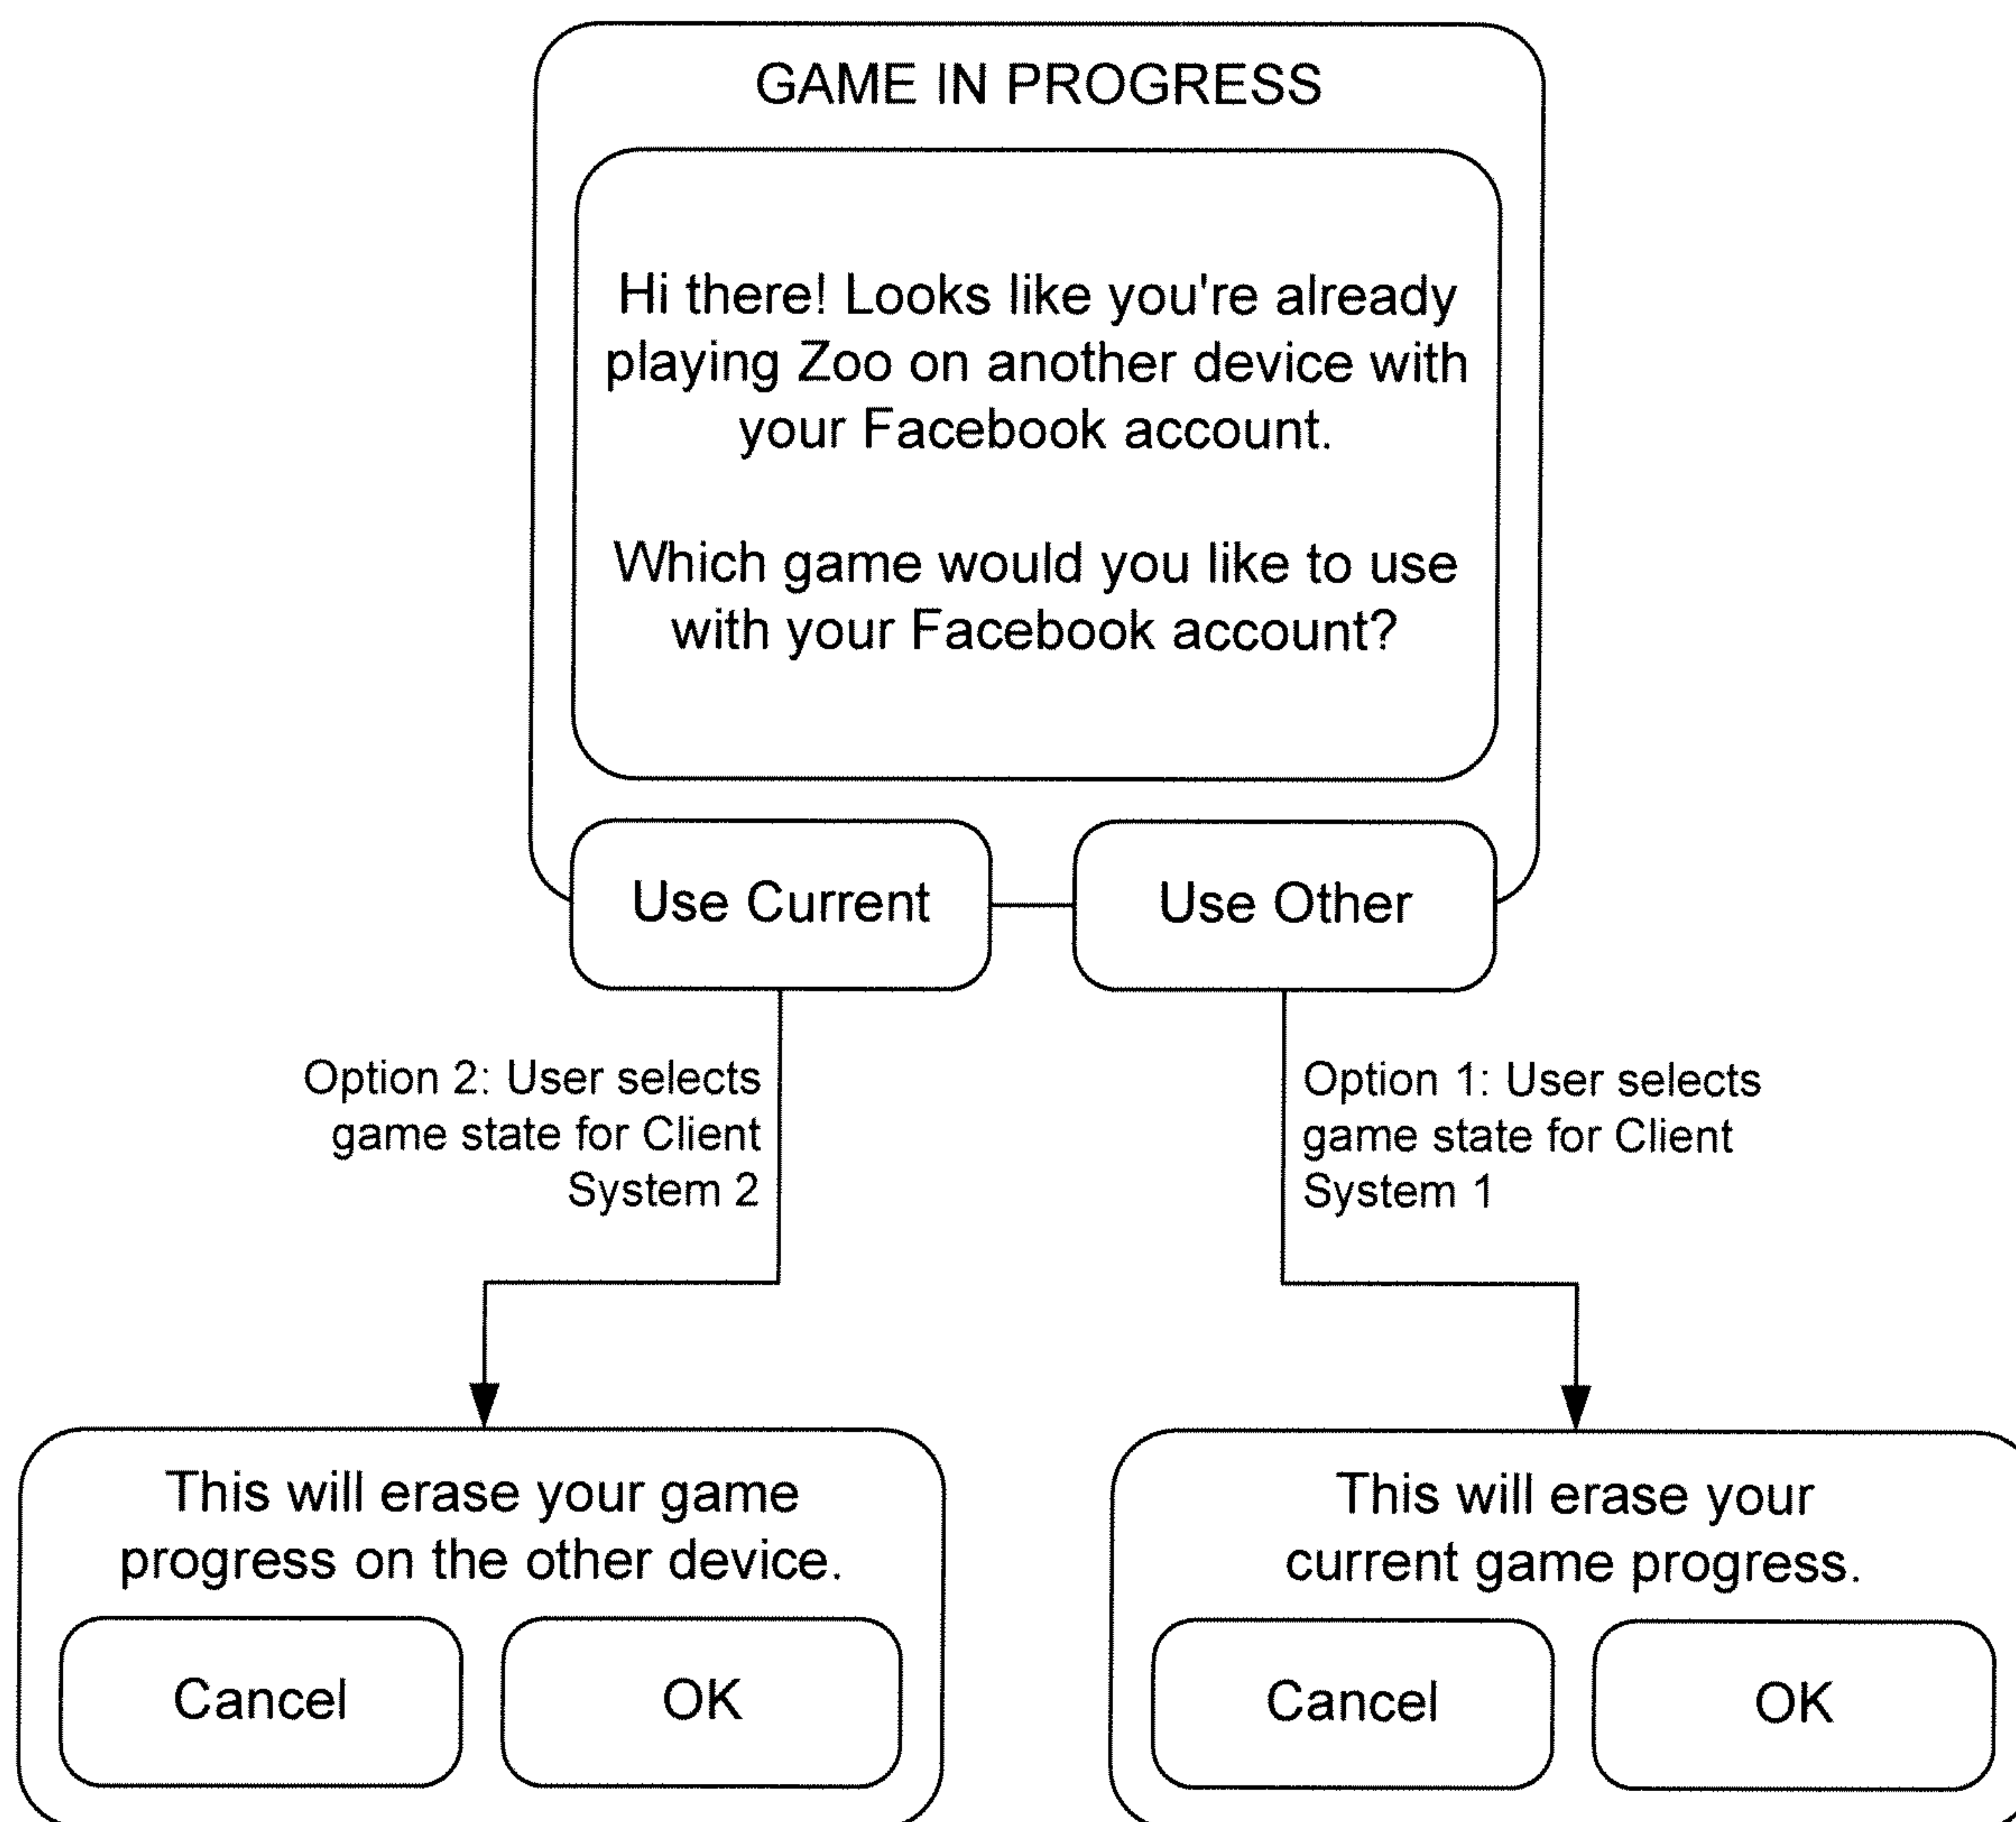 GAME IN PROGRESS
Hi there! Looks like you're already
playing Zoo on another device with
your Facebook account.
Which game would you like to use
with your Facebook account?
Use Current
Use Other
Option 2: User selects
game state for Client
System 2
Option 1: User selects
game state for Client
System 1
This will erase your game
progress on the other device.
Cancel
OK
This will erase your
current game progress.
Cancel
OK